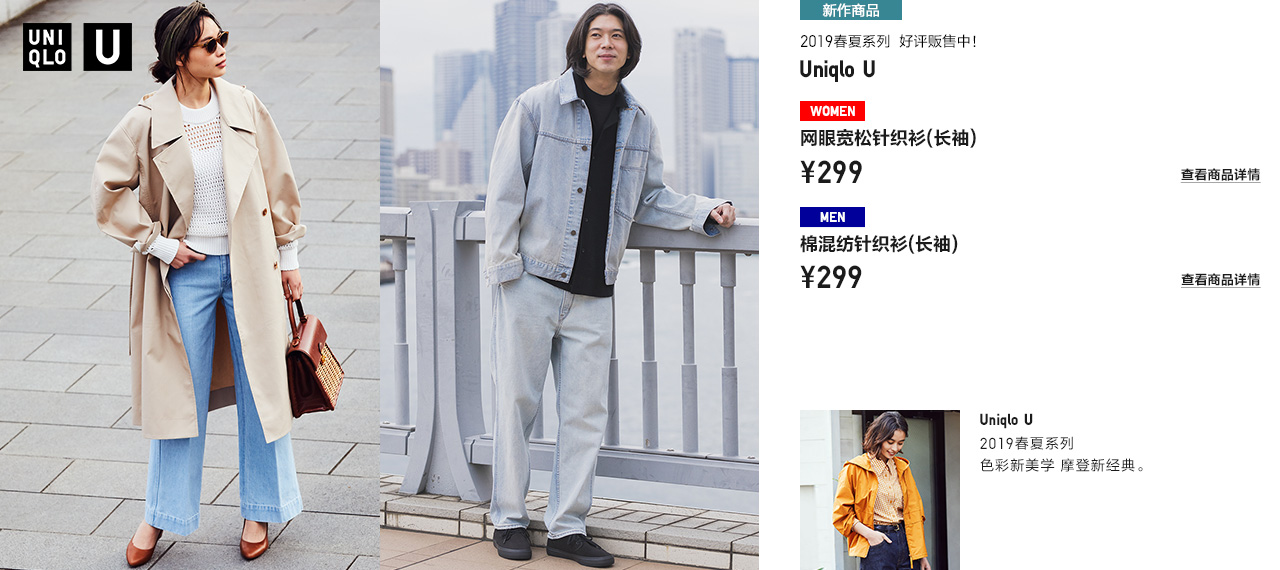 UNI
QLO
U
新作商品
2019春夏系列 好评贩售中!
Uniqlo U
WOMEN
网眼宽松针织衫(长袖)
¥299
查看商品详情
MEN
棉混纺针织衫(长袖)
¥299
查看商品详情
Uniqlo U
2019春夏系列
色彩新美学 摩登新经典。